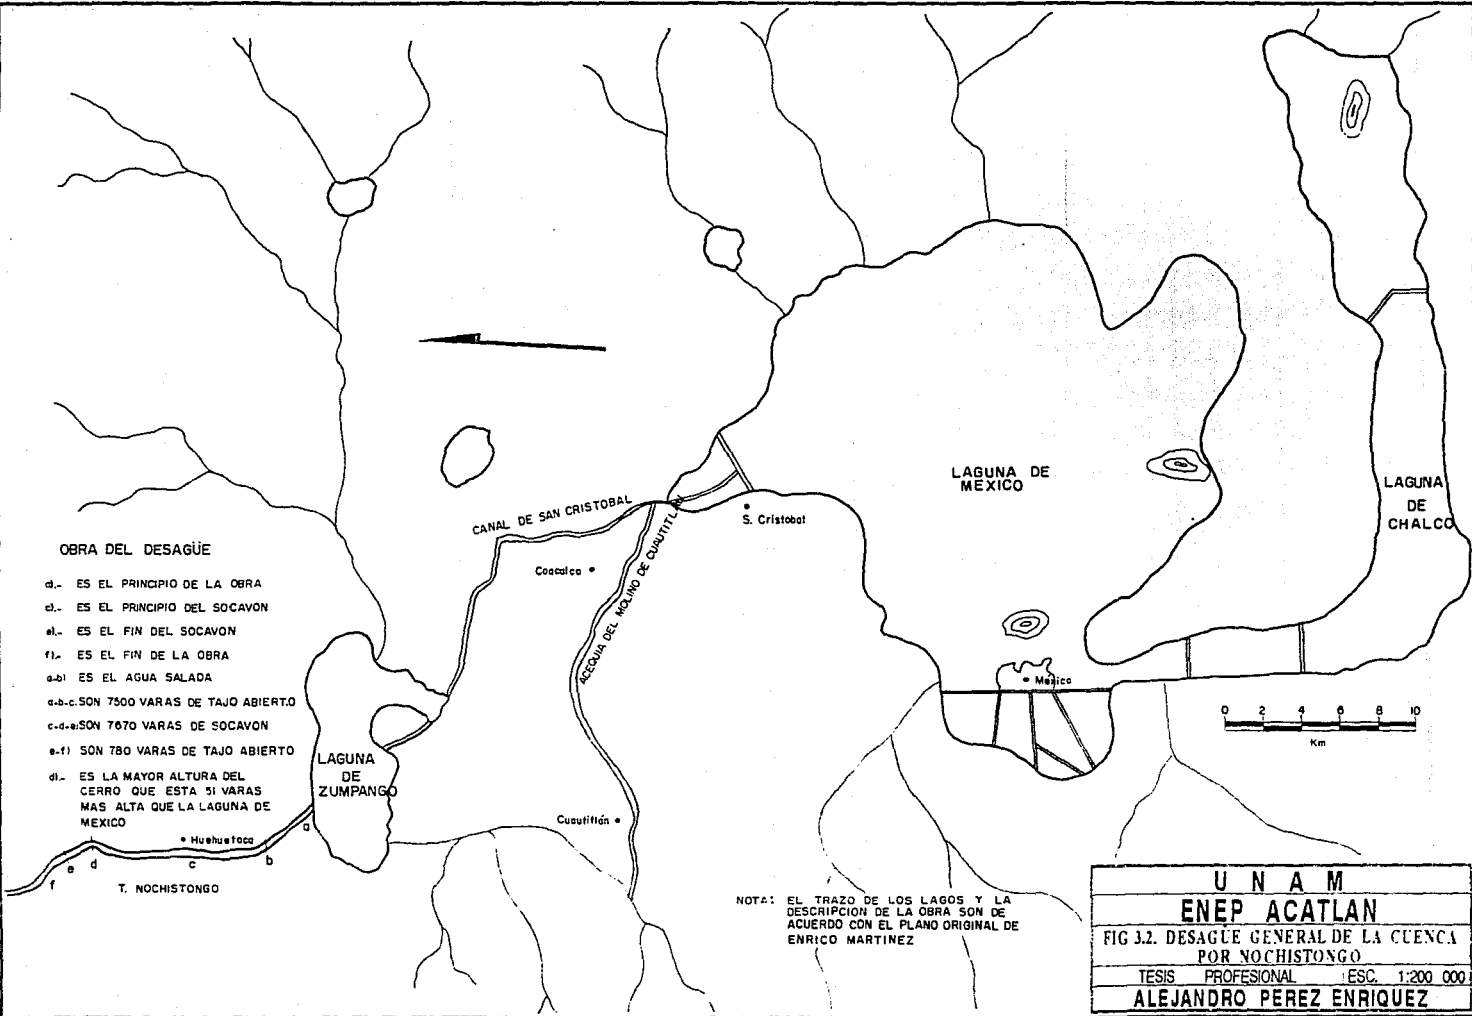 OBRA DEL DESAGÜE
a).- ES EL PRINCIPIO DE LA OBRA
c).- ES EL PRINCIPIO DEL SOCAVON
e).- ES EL FIN DEL SOCAVON
f).- ES EL FIN DE LA OBRA
a-b) ES EL AGUA SALADA
a-b-c.SON 7500 VARAS DE TAJO ABIERTO
c-d-e)SON 7670 VARAS DE SOCAVON
e-f) SON 780 VARAS DE TAJO ABIERTO
d).- ES LA MAYOR ALTURA DEL
CERRO QUE ESTA 51 VARAS
MAS ALTA QUE LA LAGUNA DE
MEXICO
CANAL DE SAN CRISTOBAL
ACEQUIA DEL MOLINO DE CUAUTITLAN
Coacalco
S. Cristobal
LAGUNA DE
MEXICO
LAGUNA
DE
CHALCO
México
0 2 4 6 8 10
Km
LAGUNA
DE
ZUMPANGO
Cuautitlán
Huehuetoca
a
b
c
d
e
f
T. NOCHISTONGO
NOTA: EL TRAZO DE LOS LAGOS Y LA
DESCRIPCION DE LA OBRA SON DE
ACUERDO CON EL PLANO ORIGINAL DE
ENRICO MARTINEZ
U N A M
ENEP ACATLAN
FIG 3.2. DESAGÜE GENERAL DE LA CUENCA
POR NOCHISTONGO
TESIS PROFESIONAL ESC. 1:200 000
ALEJANDRO PEREZ ENRIQUEZ